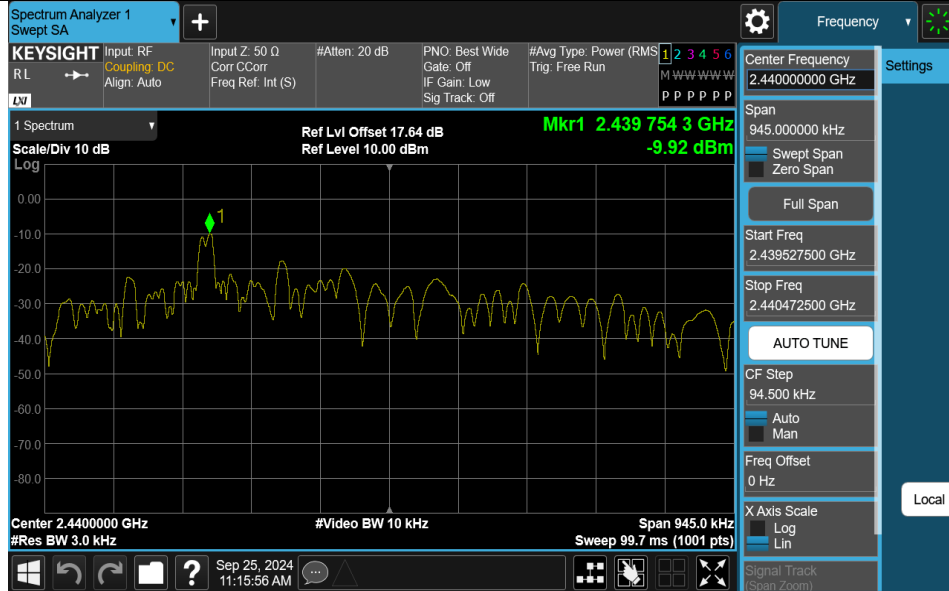 Spectrum Analyzer 1
Swept SA
+
Frequency
KEYSIGHT
RL
LXI
Input: RF
Coupling: DC
Align: Auto
Input Z: 50 Ω
Corr CCorr
Freq Ref: Int (S)
#Atten: 20 dB
PNO: Best Wide
Gate: Off
IF Gain: Low
Sig Track: Off
#Avg Type: Power (RMS
Trig: Free Run
1 2 3 4 5 6
M W W W W W
P P P P P P
1 Spectrum
Scale/Div 10 dB
Log
Ref Lvl Offset 17.64 dB
Ref Level 10.00 dBm
Mkr1 2.439 754 3 GHz
-9.92 dBm
1
0.00
-10.0
-20.0
-30.0
-40.0
-50.0
-60.0
-70.0
-80.0
Center 2.4400000 GHz
#Res BW 3.0 kHz
#Video BW 10 kHz
Span 945.0 kHz
Sweep 99.7 ms (1001 pts)
?
Sep 25, 2024
11:15:56 AM
Center Frequency
2.440000000 GHz
Span
945.000000 kHz
Swept Span
Zero Span
Full Span
Start Freq
2.439527500 GHz
Stop Freq
2.440472500 GHz
AUTO TUNE
CF Step
94.500 kHz
Auto
Man
Freq Offset
0 Hz
X Axis Scale
Log
Lin
Signal Track
(Span Zoom)
Settings
Local